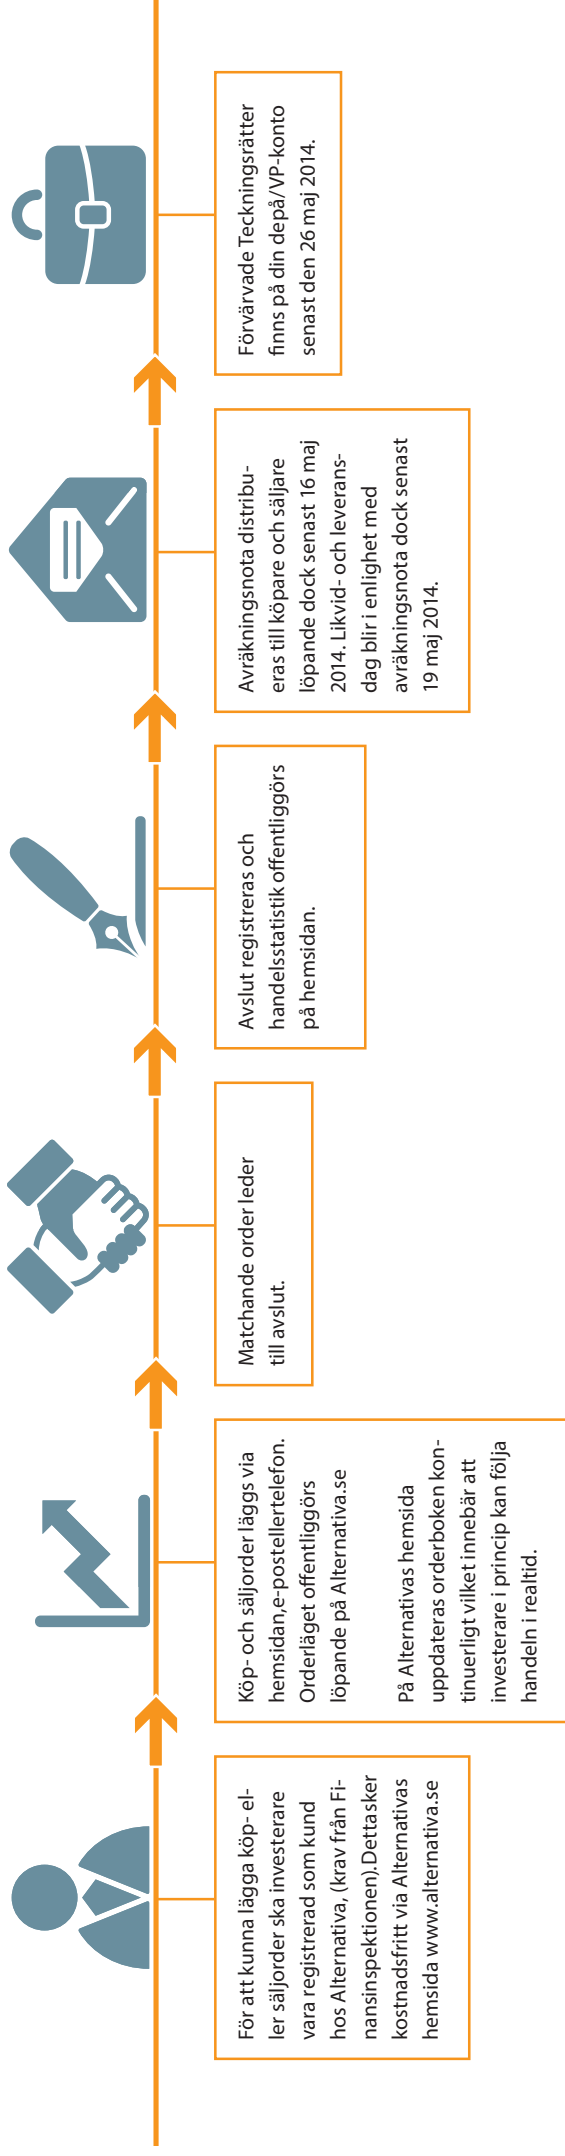 För att kunna lägga köp- el-
ler säljorder ska investerare
vara registrerad som kund
hos Alternativa, (krav från Fi-
nansinspektionen).Dettasker
kostnadsfritt via Alternativas
hemsida www.alternativa.se
Köp- och säljorder läggs via
hemsidan,e-postellertelefon.
Orderläget offentliggörs
löpande på Alternativa.se
På Alternativas hemsida
uppdateras orderboken kon-
tinuerligt vilket innebär att
investerare i princip kan följa
handeln i realtid.
Matchande order leder
till avslut.
Avslut registreras och
handelsstatistik offentliggörs
på hemsidan.
Avräkningsnota distribu-
eras till köpare och säljare
löpande dock senast 16 maj
2014. Likvid- och leverans-
dag blir i enlighet med
avräkningsnota dock senast
19 maj 2014.
Förvärvade Teckningsrätter
finns på din depå/VP-konto
senast den 26 maj 2014.